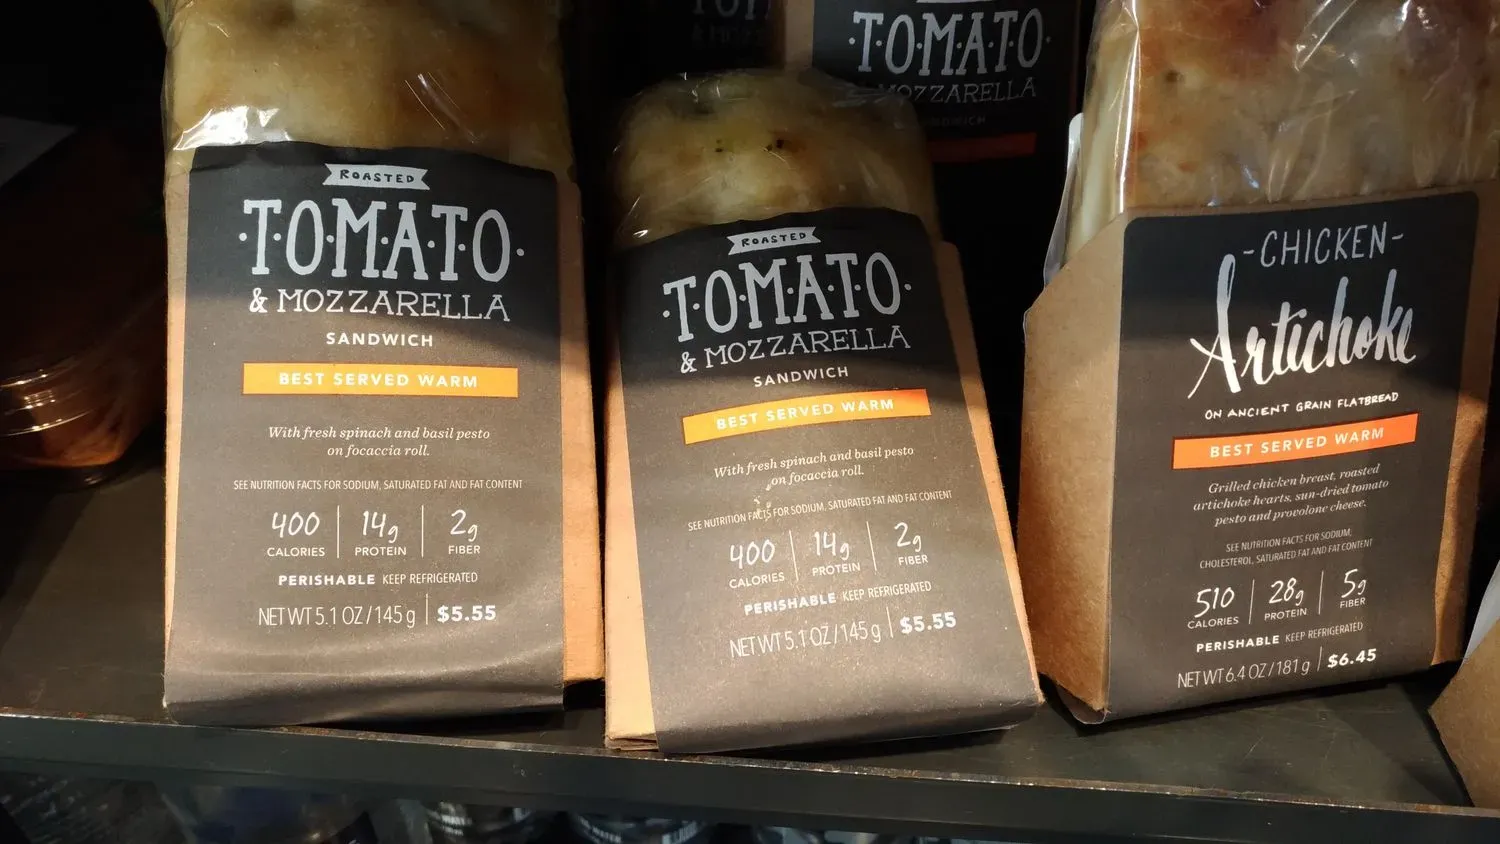 ROASTED
·T·O·M·A·T·O·
& MOZZARELLA
SANDWICH
BEST SERVED WARM
With fresh spinach and basil pesto
on focaccia roll.
SEE NUTRITION FACTS FOR SODIUM, SATURATED FAT AND FAT CONTENT
400 14g 2g
CALORIES PROTEIN FIBER
PERISHABLE KEEP REFRIGERATED
NET WT 5.1 OZ/145 g $5.55
ROASTED
·T·O·M·A·T·O·
& MOZZARELLA
SANDWICH
BEST SERVED WARM
With fresh spinach and basil pesto
on focaccia roll.
SEE NUTRITION FACTS FOR SODIUM, SATURATED FAT AND FAT CONTENT
400 14g 2g
CALORIES PROTEIN FIBER
PERISHABLE KEEP REFRIGERATED
NET WT 5.1 OZ/145 g $5.55
·T·O·M·A·T·O·
MOZZARELLA
SANDWICH
-CHICKEN-
Artichoke
ON ANCIENT GRAIN FLATBREAD
BEST SERVED WARM
Grilled chicken breast, roasted
artichoke hearts, sun-dried tomato
pesto and provolone cheese.
SEE NUTRITION FACTS FOR SODIUM,
CHOLESTEROL, SATURATED FAT AND FAT CONTENT
510 28g 5g
CALORIES PROTEIN FIBER
PERISHABLE KEEP REFRIGERATED
NET WT 6.4 OZ/181 g $6.45